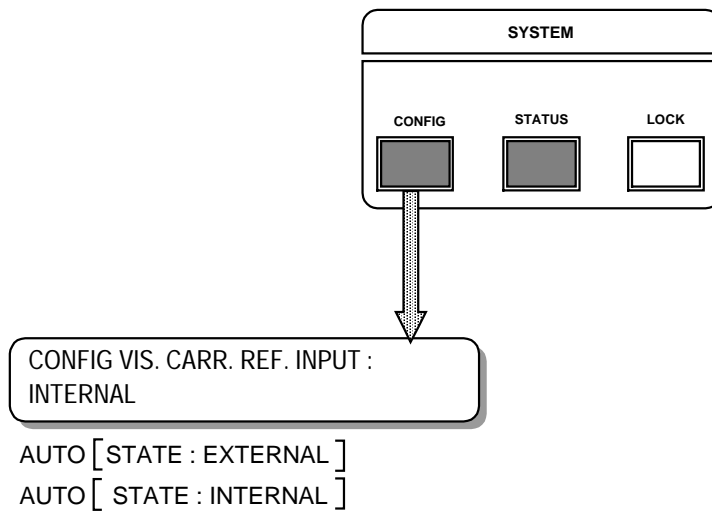 SYSTEM
CONFIG STATUS LOCK
CONFIG VIS. CARR. REF. INPUT :
INTERNAL
AUTO [STATE : EXTERNAL ]
AUTO [ STATE : INTERNAL ]